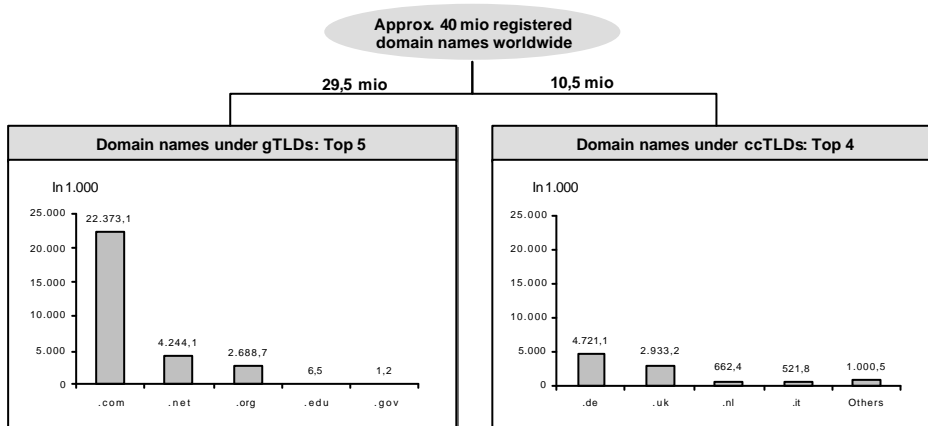 Approx. 40 mio registered
domain names worldwide
29,5 mio
10,5 mio
Domain names under gTLDs: Top 5
In 1.000
25.000
20.000
15.000
10.000
5.000
0
22.373,1
4.244,1
2.688,7
6,5
1,2
.com
.net
.org
.edu
.gov
Domain names under ccTLDs: Top 4
In 1.000
25.000
20.000
15.000
10.000
5.000
0
4.721,1
2.933,2
662,4
521,8
1.000,5
.de
.uk
.nl
.it
Others